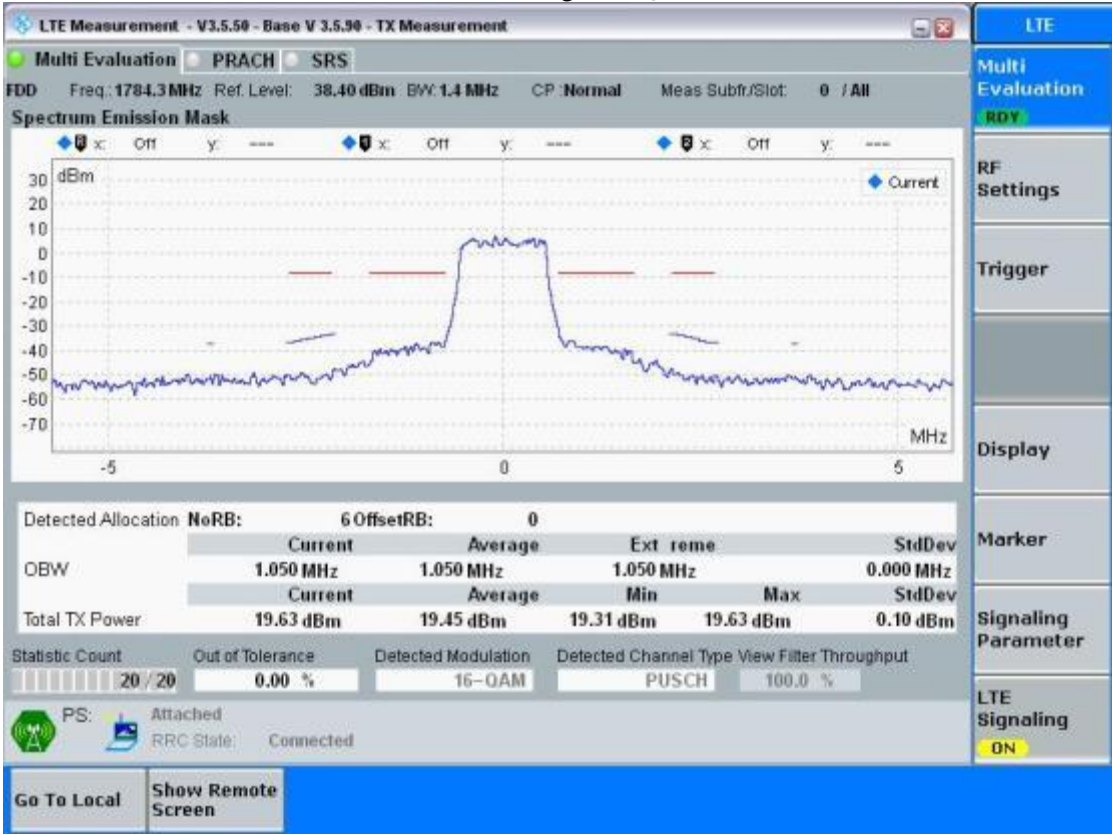 LTE Measurement - V3.5.50 - Base V 3.5.90 - TX Measurement
LTE
Multi Evaluation PRACH SRS
Multi
Evaluation
RDY
FDD Freq.: 1784.3 MHz Ref. Level: 38.40 dBm BW: 1.4 MHz CP :Normal Meas Subfr./Slot: 0 / All
Spectrum Emission Mask
x: Off y: --- x: Off y: --- x: Off y: ---
dBm
Current
30
20
10
0
-10
-20
-30
-40
-50
-60
-70
MHz
-5 0 5
RF
Settings
Trigger
Display
Marker
Signaling
Parameter
LTE
Signaling
ON
Detected Allocation NoRB: 6 OffsetRB: 0
Current Average Ext reme StdDev
OBW 1.050 MHz 1.050 MHz 1.050 MHz 0.000 MHz
Current Average Min Max StdDev
Total TX Power 19.63 dBm 19.45 dBm 19.31 dBm 19.63 dBm 0.10 dBm
Statistic Count Out of Tolerance Detected Modulation Detected Channel Type View Filter Throughput
20 / 20 0.00 % 16-QAM PUSCH 100.0 %
PS: Attached
RRC State: Connected
Go To Local
Show Remote
Screen